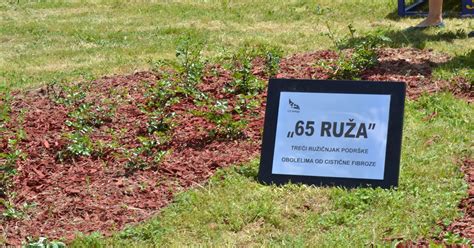 „65 RUŽA”
TREĆI RUŽIČNJAK PODRŠKE
OBOLELIMA OD CISTIČNE FIBROZE